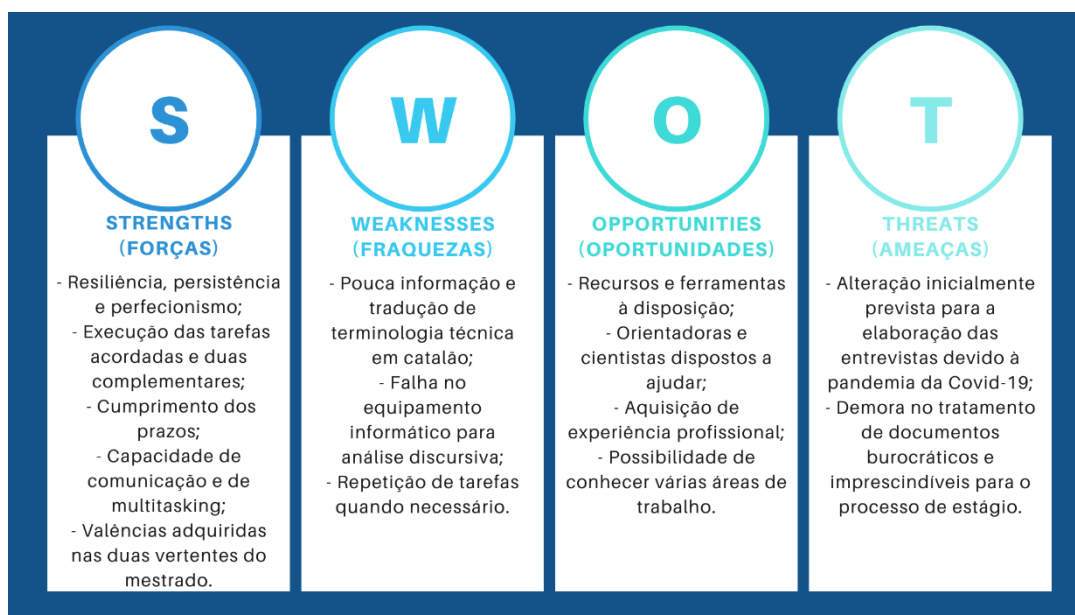 S
STRENGTHS
(FORÇAS)
- Resiliência, persistência
e perfecionismo;
- Execução das tarefas
acordadas e duas
complementares;
- Cumprimento dos
prazos;
- Capacidade de
comunicação e de
multitasking;
- Valências adquiridas
nas duas vertentes do
mestrado.
W
WEAKNESSES
(FRAQUEZAS)
- Pouca informação e
tradução de
terminologia técnica
em catalão;
- Falha no
equipamento
informático para
análise discursiva;
- Repetição de tarefas
quando necessário.
O
OPPORTUNITIES
(OPORTUNIDADES)
- Recursos e ferramentas
à disposição;
- Orientadoras e
cientistas dispostos a
ajudar;
- Aquisição de
experiência profissional;
- Possibilidade de
conhecer várias áreas de
trabalho.
T
THREATS
(AMEAÇAS)
- Alteração inicialmente
prevista para a
elaboração das
entrevistas devido à
pandemia da Covid-19;
- Demora no tratamento
de documentos
burocráticos e
imprescindíveis para o
processo de estágio.